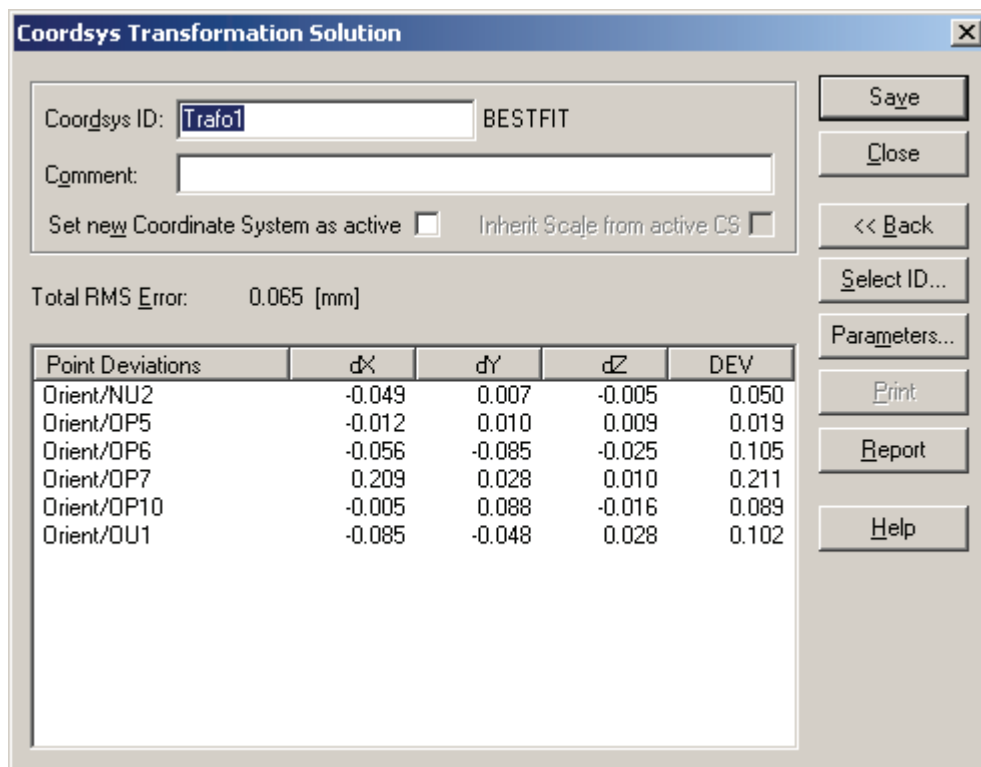 Coordsys Transformation Solution
Coordsys ID: Trafo1 BESTFIT
Comment:
Set new Coordinate System as active Inherit Scale from active CS
Total RMS Error: 0.065 [mm]
Point Deviations dX dY dZ DEV
Orient/NU2 -0.049 0.007 -0.005 0.050
Orient/OP5 -0.012 0.010 0.009 0.019
Orient/OP6 -0.056 -0.085 -0.025 0.105
Orient/OP7 0.209 0.028 0.010 0.211
Orient/OP10 -0.005 0.088 -0.016 0.089
Orient/OU1 -0.085 -0.048 0.028 0.102
Save
Close
<< Back
Select ID...
Parameters...
Print
Report
Help